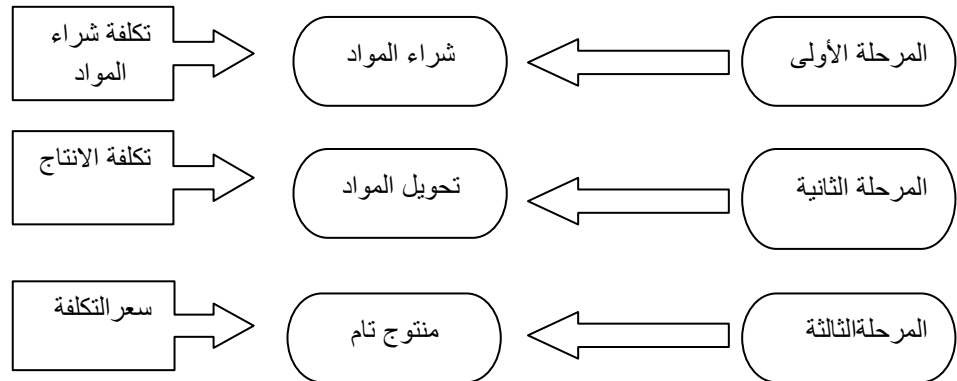 المرحلة الأولى
شراء المواد
تكلفة شراء
المواد
المرحلة الثانية
تحويل المواد
تكلفة الانتاج
المرحلةالثالثة
منتوج تام
سعرالتكلفة